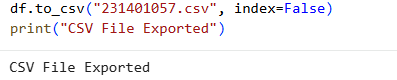 df.to_csv("231401057.csv", index=False)
print("CSV File Exported")
CSV File Exported